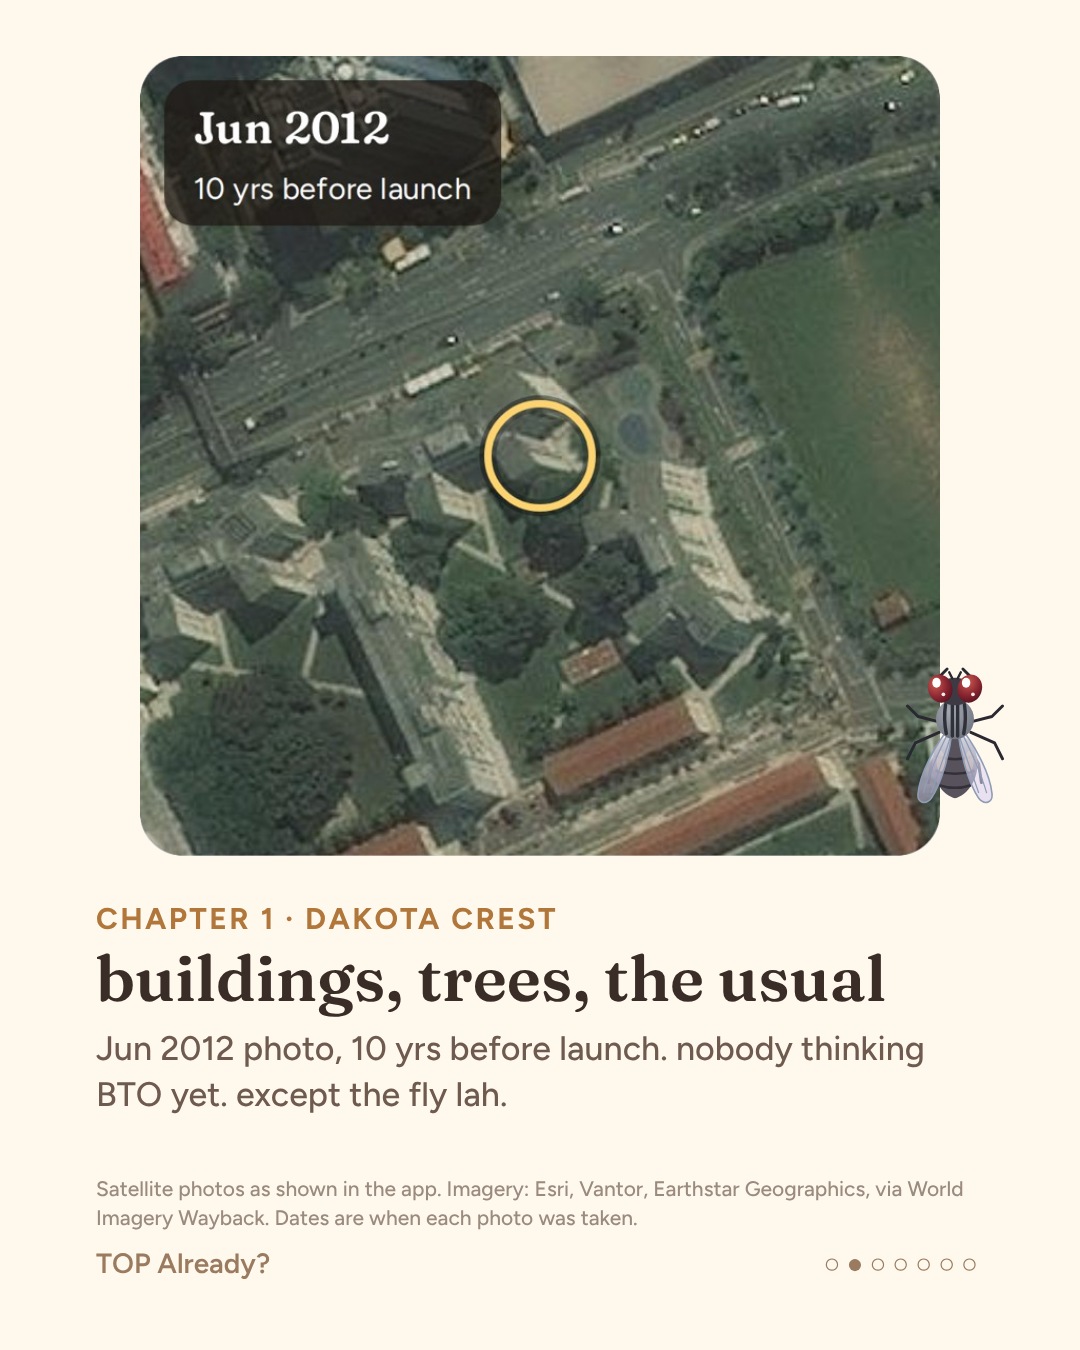 Jun 2012
10 yrs before launch
CHAPTER 1 · DAKOTA CREST
buildings, trees, the usual
Jun 2012 photo, 10 yrs before launch. nobody thinking
BTO yet. except the fly lah.
Satellite photos as shown in the app. Imagery: Esri, Vantor, Earthstar Geographics, via World
Imagery Wayback. Dates are when each photo was taken.
TOP Already?